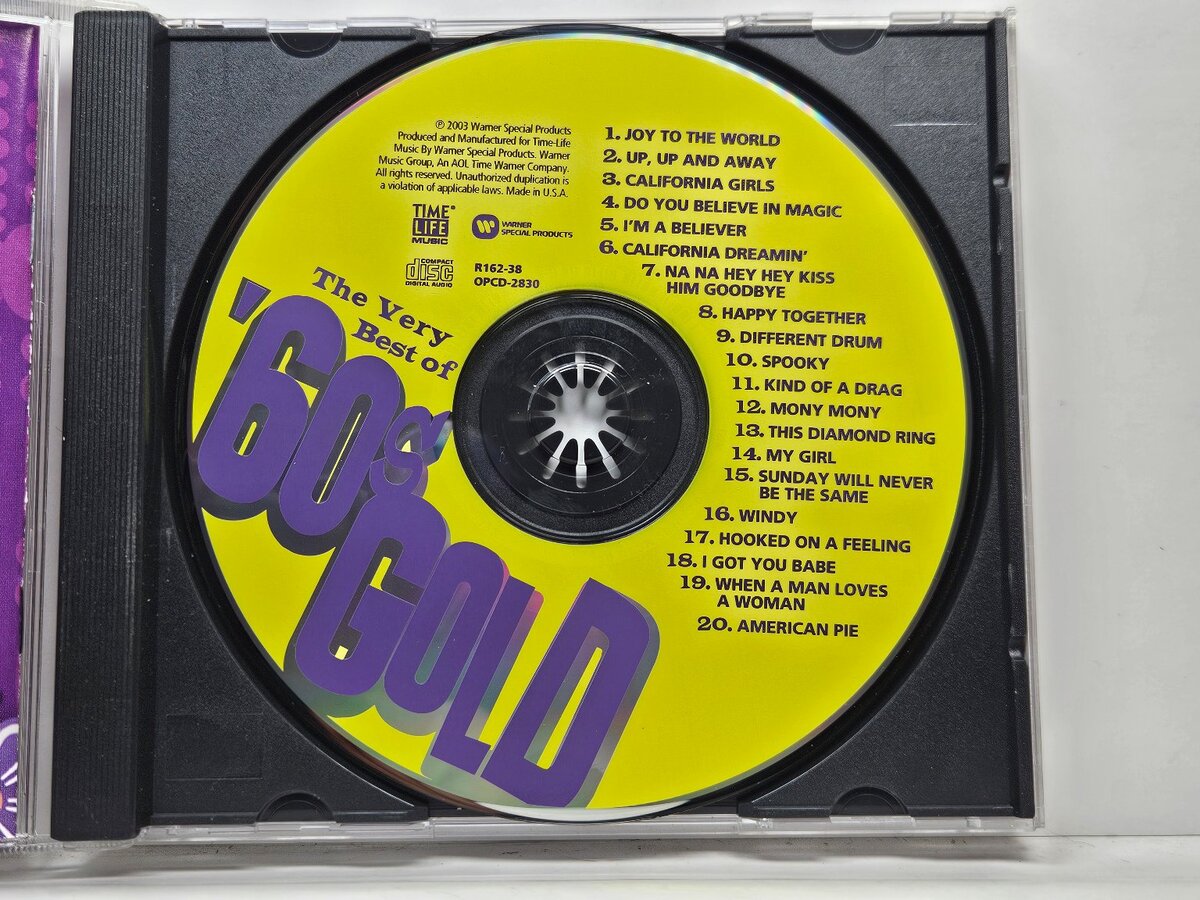 ℗ 2003 Warner Special Products
Produced and Manufactured for Time-Life
Music By Warner Special Products. Warner
Music Group, An AOL Time Warner Company.
All rights reserved. Unauthorized duplication is
a violation of applicable laws. Made in U.S.A.
TIME
LIFE
MUSIC
WARNER
SPECIAL PRODUCTS
COMPACT
disc
DIGITAL AUDIO
R162-38
OPCD-2830
The Very
Best of
'60s
GOLD
1. JOY TO THE WORLD
2. UP, UP AND AWAY
3. CALIFORNIA GIRLS
4. DO YOU BELIEVE IN MAGIC
5. I'M A BELIEVER
6. CALIFORNIA DREAMIN'
7. NA NA HEY HEY KISS
HIM GOODBYE
8. HAPPY TOGETHER
9. DIFFERENT DRUM
10. SPOOKY
11. KIND OF A DRAG
12. MONY MONY
13. THIS DIAMOND RING
14. MY GIRL
15. SUNDAY WILL NEVER
BE THE SAME
16. WINDY
17. HOOKED ON A FEELING
18. I GOT YOU BABE
19. WHEN A MAN LOVES
A WOMAN
20. AMERICAN PIE